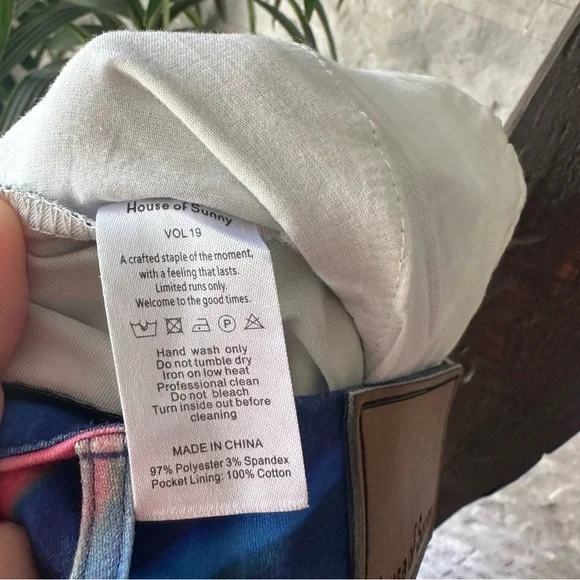 House of Sunny
VOL 19
A crafted staple of the moment,
with a feeling that lasts.
Limited runs only.
Welcome to the good times.
P
Hand wash only
Do not tumble dry
Iron on low heat
Professional clean
Do not bleach
Turn inside out before
cleaning
MADE IN CHINA
97% Polyester 3% Spandex
Pocket Lining: 100% Cotton